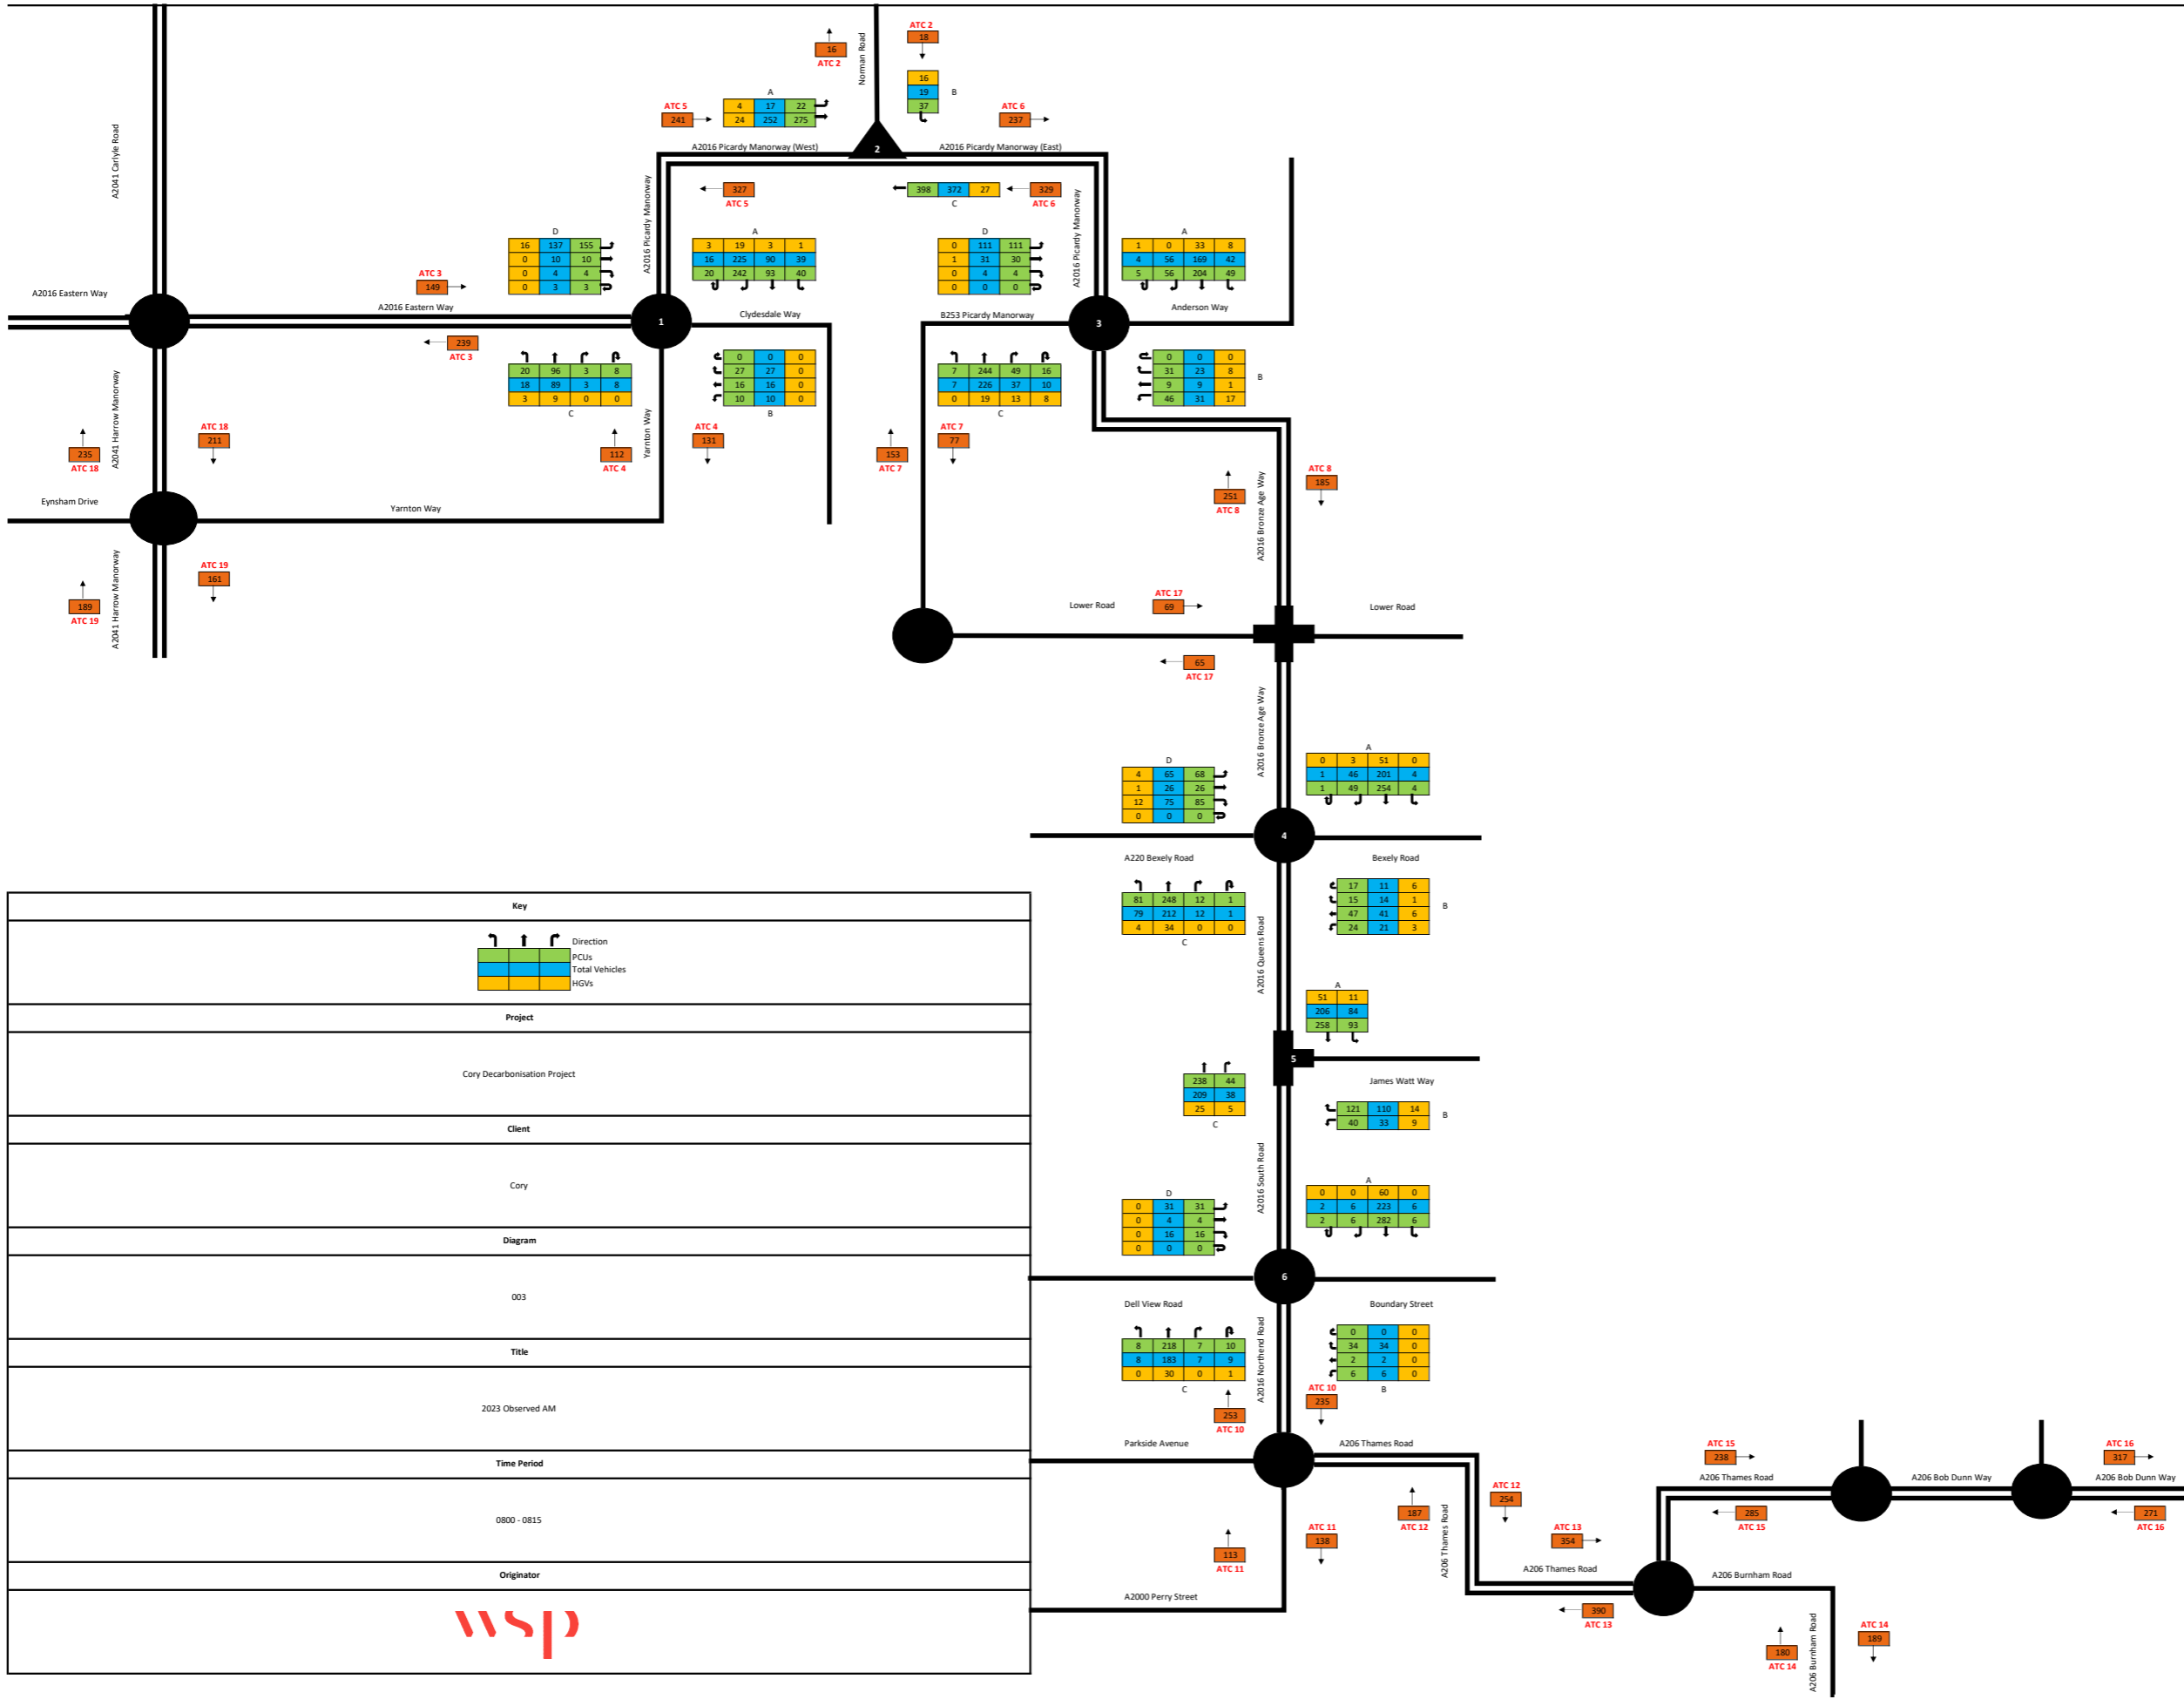 ATC 2
18
16
ATC 2
Norman Road
16
19
37
B
A
4 17 22
24 252 275
ATC 5
241
ATC 6
237
A2016 Picardy Manorway (West)
2
A2016 Picardy Manorway (East)
A2041 Carlyle Road
A2016 Picardy Manorway
327
ATC 5
398 372 27
C
329
ATC 6
A2016 Picardy Manorway
D
16 137 155
0 10 10
0 4 4
0 3 3
A
3 19 3 1
16 225 90 39
20 242 93 40
D
0 111 111
1 31 30
0 4 4
0 0 0
A
1 0 33 8
4 56 169 42
5 56 204 49
ATC 3
149
A2016 Eastern Way
A2016 Eastern Way
1
Clydesdale Way
B253 Picardy Manorway
3
Anderson Way
239
ATC 3
20 96 3 8
18 89 3 8
3 9 0 0
C
0 0 0
27 27 0
16 16 0
10 10 0
B
7 244 49 16
7 226 37 10
0 19 13 8
C
0 0 0
31 23 8
9 9 1
46 31 17
B
A2041 Harrow Manorway
235
ATC 18
ATC 18
211
112
ATC 4
Yarnton Way
ATC 4
131
153
ATC 7
ATC 7
77
251
ATC 8
A2016 Bronze Age Way
ATC 8
185
Eynsham Drive
Yarnton Way
189
ATC 19
A2041 Harrow Manorway
ATC 19
161
Lower Road
ATC 17
69
Lower Road
65
ATC 17
A2016 Bronze Age Way
D
4 65 68
1 26 26
12 75 85
0 0 0
A
0 3 51 0
1 46 201 4
1 49 254 4
4
A220 Bexely Road
Bexely Road
81 248 12 1
79 212 12 1
4 34 0 0
C
A2016 Queens Road
17 11 6
15 14 1
47 41 6
24 21 3
B
A
51 11
206 84
258 93
5
James Watt Way
238 44
209 38
25 5
C
121 110 14
40 33 9
B
A2016 South Road
D
0 31 31
0 4 4
0 16 16
0 0 0
A
0 0 60 0
2 6 223 6
2 6 282 6
6
Dell View Road
Boundary Street
8 218 7 10
8 183 7 9
0 30 0 1
C
A2016 Northend Road
0 0 0
34 34 0
2 2 0
6 6 0
B
253
ATC 10
ATC 10
235
Parkside Avenue
A206 Thames Road
113
ATC 11
ATC 11
138
A2000 Perry Street
187
ATC 12
A206 Thames Road
ATC 12
254
ATC 13
354
A206 Thames Road
390
ATC 13
A206 Burnham Road
180
ATC 14
A206 Burnham Road
ATC 14
189
ATC 15
238
A206 Thames Road
285
ATC 15
A206 Bob Dunn Way
ATC 16
317
A206 Bob Dunn Way
271
ATC 16
Key
Direction
PCUs
Total Vehicles
HGVs
Project
Cory Decarbonisation Project
Client
Cory
Diagram
003
Title
2023 Observed AM
Time Period
0800 - 0815
Originator
wsp